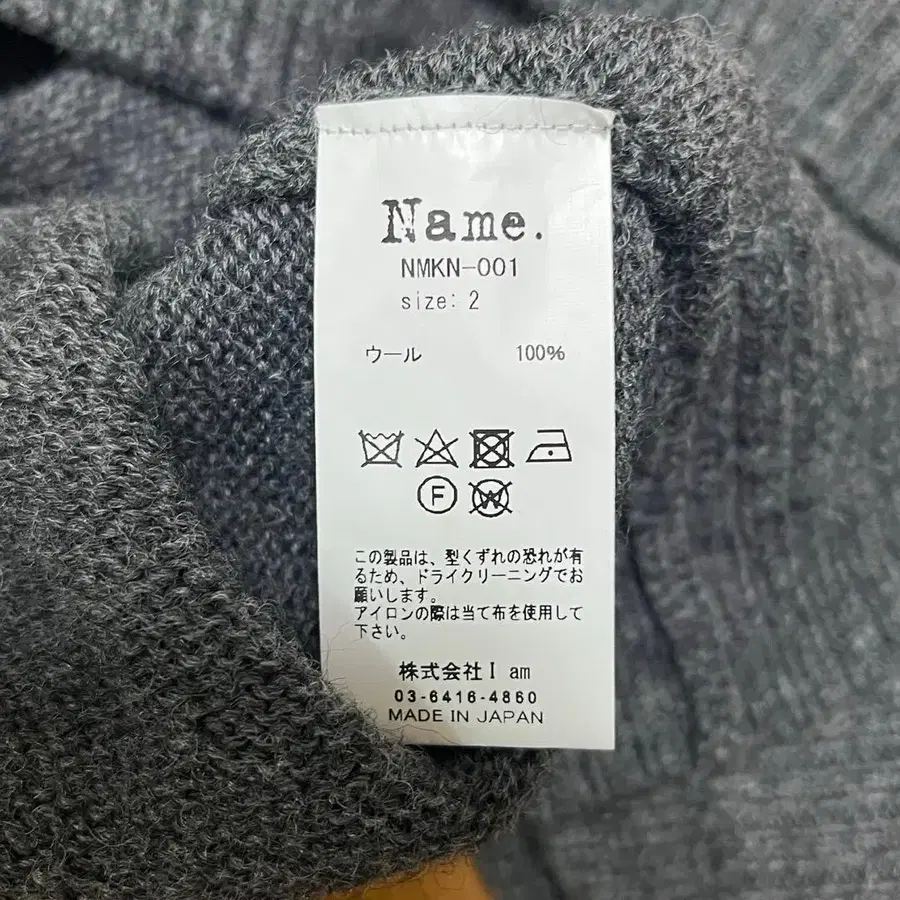 Name.
NMKN-001
size: 2
ウール 100%
F
W
この製品は、型くずれの恐れが有
るため、ドライクリーニングでお
願いします。
アイロンの際は当て布を使用して
下さい。
株式会社I am
03-6416-4860
MADE IN JAPAN